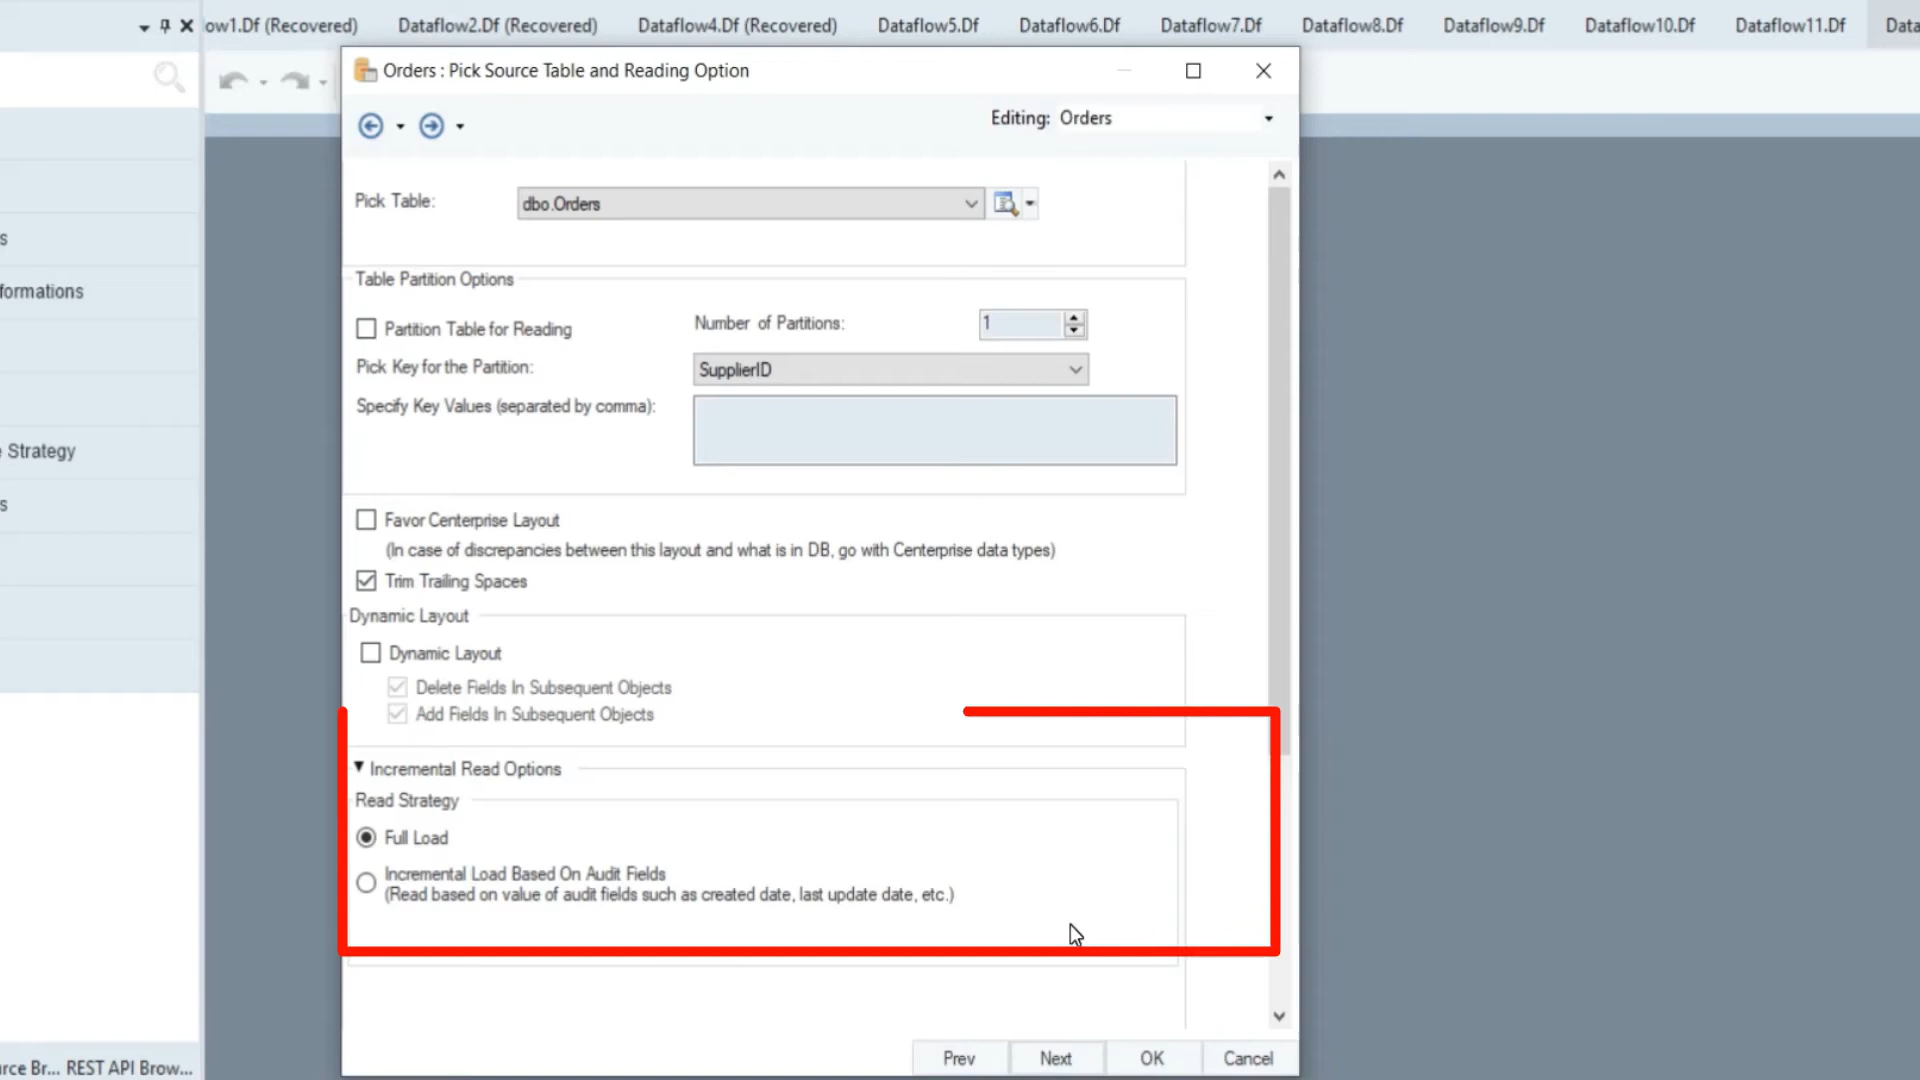 ow1.Df (Recovered) Dataflow2.Df (Recovered) Dataflow4.Df (Recovered) Dataflow5.Df Dataflow6.Df Dataflow7.Df Dataflow8.Df Dataflow9.Df Dataflow10.Df Dataflow11.Df Data
Orders : Pick Source Table and Reading Option
Editing: Orders
Pick Table: dbo.Orders
Table Partition Options
Partition Table for Reading Number of Partitions: 1
Pick Key for the Partition: SupplierID
Specify Key Values (separated by comma):
Favor Centerprise Layout
(In case of discrepancies between this layout and what is in DB, go with Centerprise data types)
Trim Trailing Spaces
Dynamic Layout
Dynamic Layout
Delete Fields In Subsequent Objects
Add Fields In Subsequent Objects
Incremental Read Options
Read Strategy
Full Load
Incremental Load Based On Audit Fields
(Read based on value of audit fields such as created date, last update date, etc.)
Prev Next OK Cancel
s
formations
e Strategy
s
urce Br... REST API Brow...